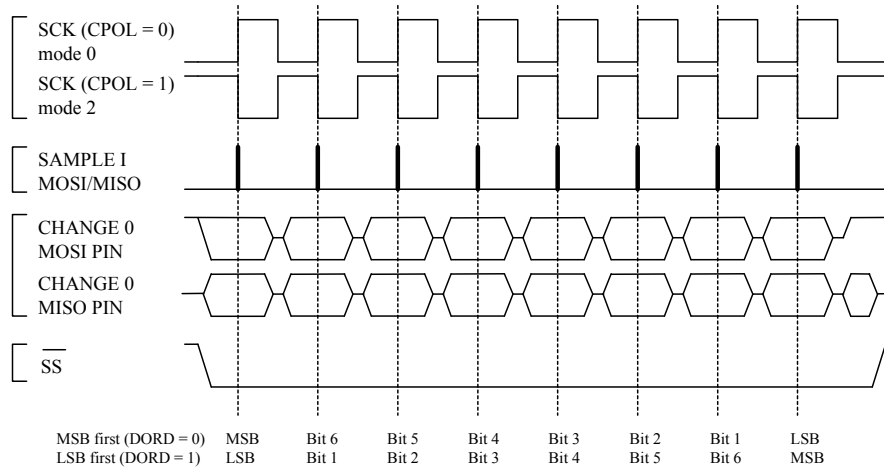 SCK (CPOL = 0)
mode 0
SCK (CPOL = 1)
mode 2
SAMPLE I
MOSI/MISO
CHANGE 0
MOSI PIN
CHANGE 0
MISO PIN
SS
MSB first (DORD = 0) MSB Bit 6 Bit 5 Bit 4 Bit 3 Bit 2 Bit 1 LSB
LSB first (DORD = 1) LSB Bit 1 Bit 2 Bit 3 Bit 4 Bit 5 Bit 6 MSB